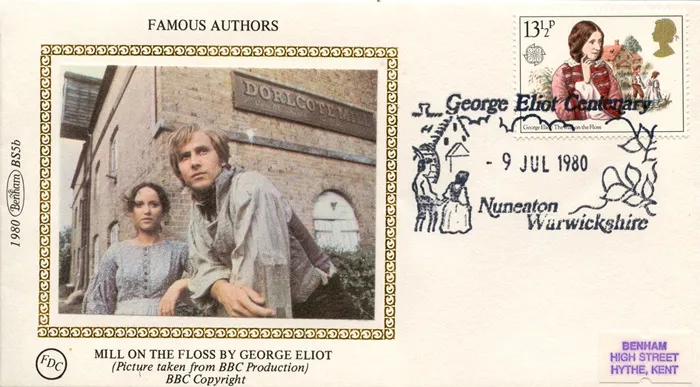 FAMOUS AUTHORS
DORLCOTE MILL
1980 Benham BS5b
FDC
MILL ON THE FLOSS BY GEORGE ELIOT
(Picture taken from BBC Production)
BBC Copyright
13½P
George Eliot The Mill on the Floss
George Eliot Centenary
- 9 JUL 1980
Nuneaton
Warwickshire
BENHAM
HIGH STREET
HYTHE, KENT